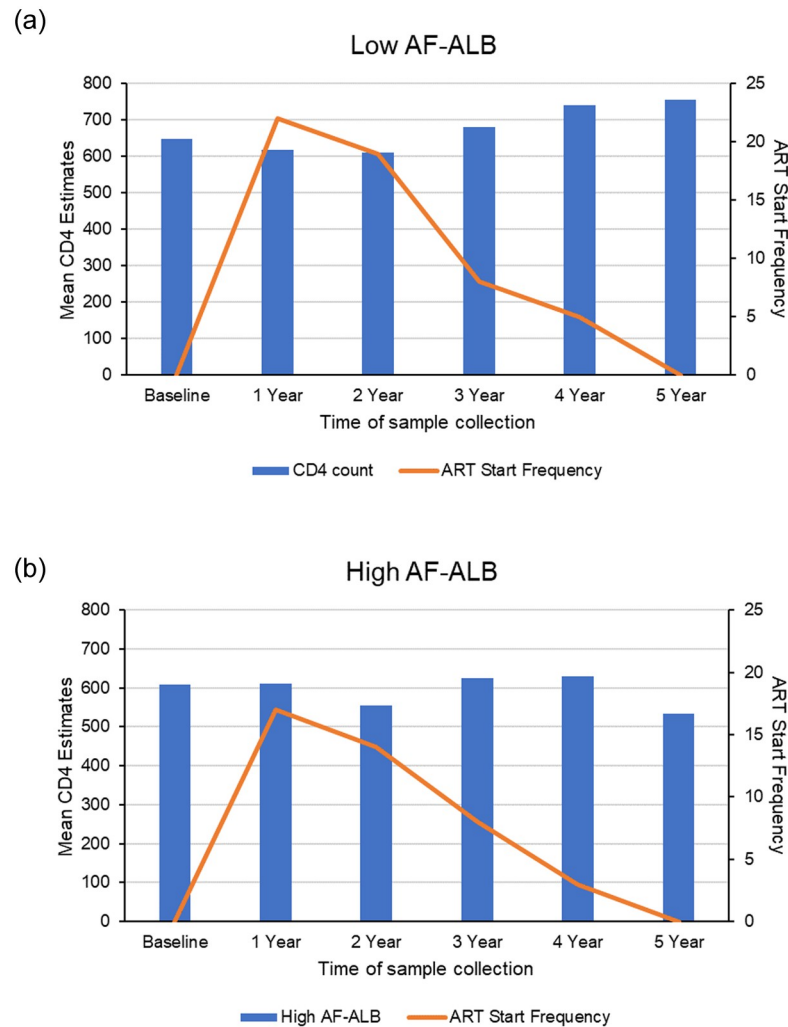 (a)
Low AF-ALB
800
700
600
500
400
300
200
100
0
Mean CD4 Estimates
25
20
15
10
5
0
ART Start Frequency
Baseline 1 Year 2 Year 3 Year 4 Year 5 Year
Time of sample collection
CD4 count ART Start Frequency
(b)
High AF-ALB
800
700
600
500
400
300
200
100
0
Mean CD4 Estimates
25
20
15
10
5
0
ART Start Frequency
Baseline 1 Year 2 Year 3 Year 4 Year 5 Year
Time of sample collection
High AF-ALB ART Start Frequency